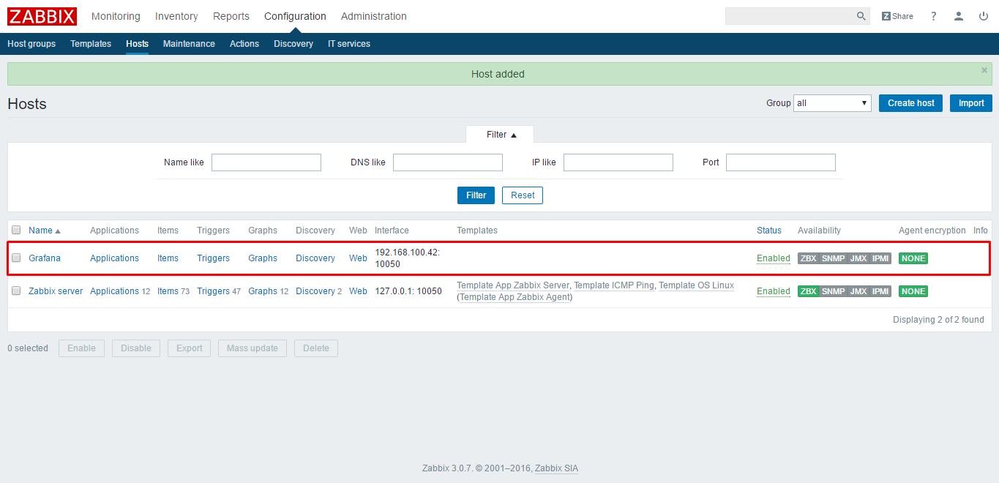 ZABBIX Monitoring Inventory Reports Configuration Administration Z Share ?
Host groups Templates Hosts Maintenance Actions Discovery IT services
Host added
Hosts Group all Create host Import
Filter
Name like DNS like IP like Port
Filter Reset
Name Applications Items Triggers Graphs Discovery Web Interface Templates Status Availability Agent encryption Info
Grafana Applications Items Triggers Graphs Discovery Web 192.168.100.42: Enabled ZBX SNMP JMX IPMI NONE
10050
Zabbix server Applications 12 Items 73 Triggers 47 Graphs 12 Discovery 2 Web 127.0.0.1: 10050 Template App Zabbix Server, Template ICMP Ping, Template OS Linux Enabled ZBX SNMP JMX IPMI NONE
(Template App Zabbix Agent)
Displaying 2 of 2 found
0 selected Enable Disable Export Mass update Delete
Zabbix 3.0.7. © 2001–2016, Zabbix SIA